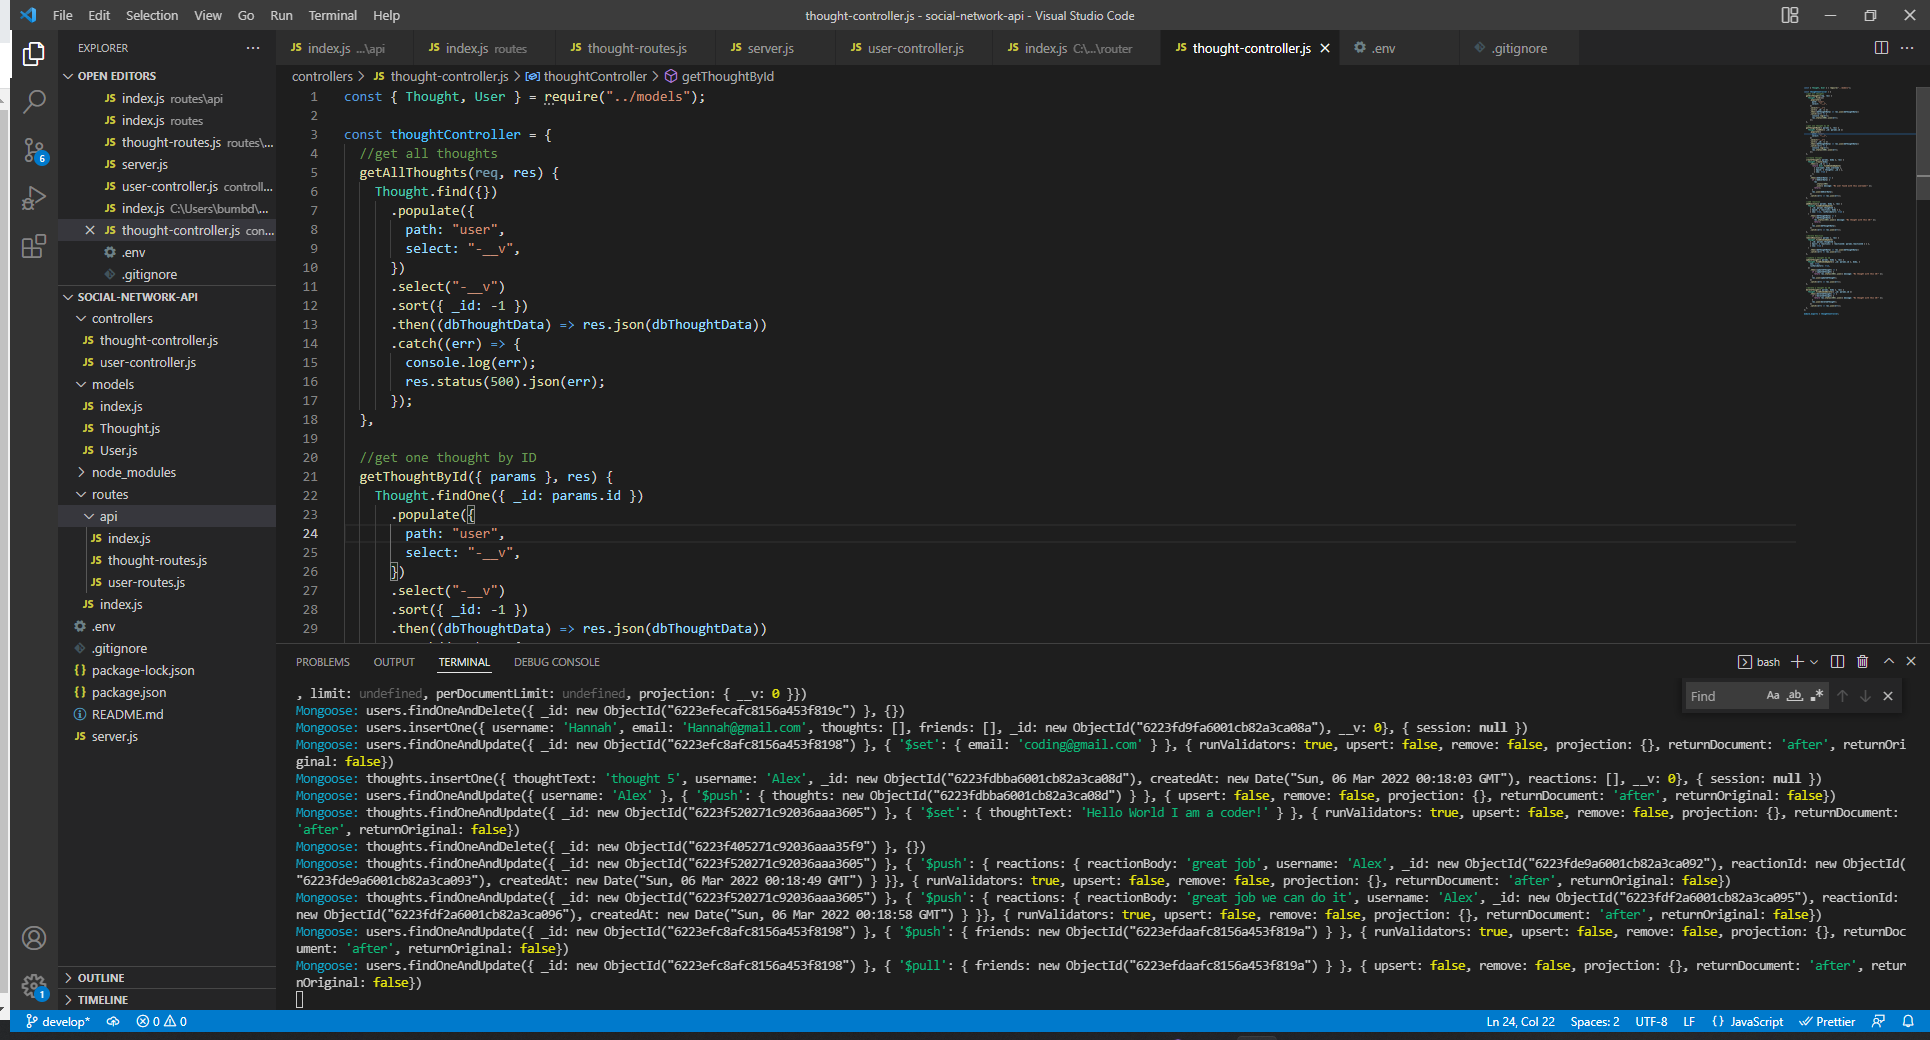 File Edit Selection View Go Run Terminal Help
thought-controller.js - social-network-api - Visual Studio Code
EXPLORER
OPEN EDITORS
JS index.js routes\api
JS index.js routes
JS thought-routes.js routes\...
JS server.js
JS user-controller.js controll...
JS index.js C:\Users\bumbd\...
JS thought-controller.js con...
.env
.gitignore
SOCIAL-NETWORK-API
controllers
JS thought-controller.js
JS user-controller.js
models
JS index.js
JS Thought.js
JS User.js
node_modules
routes
api
JS index.js
JS thought-routes.js
JS user-routes.js
JS index.js
.env
.gitignore
{} package-lock.json
{} package.json
README.md
JS server.js
OUTLINE
TIMELINE
6
1
JS index.js ...\api JS index.js routes JS thought-routes.js JS server.js JS user-controller.js JS index.js C:\...\router JS thought-controller.js .env .gitignore
controllers > JS thought-controller.js > thoughtController > getThoughtById
1 const { Thought, User } = require("../models");
2
3 const thoughtController = {
4 //get all thoughts
5 getAllThoughts(req, res) {
6 Thought.find({})
7 .populate({
8 path: "user",
9 select: "-__v",
10 })
11 .select("-__v")
12 .sort({ _id: -1 })
13 .then((dbThoughtData) => res.json(dbThoughtData))
14 .catch((err) => {
15 console.log(err);
16 res.status(500).json(err);
17 });
18 },
19
20 //get one thought by ID
21 getThoughtById({ params }, res) {
22 Thought.findOne({ _id: params.id })
23 .populate({
24 path: "user",
25 select: "-__v",
26 })
27 .select("-__v")
28 .sort({ _id: -1 })
29 .then((dbThoughtData) => res.json(dbThoughtData))
PROBLEMS OUTPUT TERMINAL DEBUG CONSOLE
bash
Find Aa ab .*
, limit: undefined, perDocumentLimit: undefined, projection: { __v: 0 }})
Mongoose: users.findOneAndDelete({ _id: new ObjectId("6223efecafc8156a453f819c") }, {})
Mongoose: users.insertOne({ username: 'Hannah', email: 'Hannah@gmail.com', thoughts: [], friends: [], _id: new ObjectId("6223fd9fa6001cb82a3ca08a"), __v: 0}, { session: null })
Mongoose: users.findOneAndUpdate({ _id: new ObjectId("6223efc8afc8156a453f8198") }, { '$set': { email: 'coding@gmail.com' } }, { runValidators: true, upsert: false, remove: false, projection: {}, returnDocument: 'after', returnOri
ginal: false})
Mongoose: thoughts.insertOne({ thoughtText: 'thought 5', username: 'Alex', _id: new ObjectId("6223fdbba6001cb82a3ca08d"), createdAt: new Date("Sun, 06 Mar 2022 00:18:03 GMT"), reactions: [], __v: 0}, { session: null })
Mongoose: users.findOneAndUpdate({ username: 'Alex' }, { '$push': { thoughts: new ObjectId("6223fdbba6001cb82a3ca08d") } }, { upsert: false, remove: false, projection: {}, returnDocument: 'after', returnOriginal: false})
Mongoose: thoughts.findOneAndUpdate({ _id: new ObjectId("6223f520271c92036aaa3605") }, { '$set': { thoughtText: 'Hello World I am a coder!' } }, { runValidators: true, upsert: false, remove: false, projection: {}, returnDocument:
'after', returnOriginal: false})
Mongoose: thoughts.findOneAndDelete({ _id: new ObjectId("6223f405271c92036aaa35f9") }, {})
Mongoose: thoughts.findOneAndUpdate({ _id: new ObjectId("6223f520271c92036aaa3605") }, { '$push': { reactions: { reactionBody: 'great job', username: 'Alex', _id: new ObjectId("6223fde9a6001cb82a3ca092"), reactionId: new ObjectId(
"6223fde9a6001cb82a3ca093"), createdAt: new Date("Sun, 06 Mar 2022 00:18:49 GMT") } }}, { runValidators: true, upsert: false, remove: false, projection: {}, returnDocument: 'after', returnOriginal: false})
Mongoose: thoughts.findOneAndUpdate({ _id: new ObjectId("6223f520271c92036aaa3605") }, { '$push': { reactions: { reactionBody: 'great job we can do it', username: 'Alex', _id: new ObjectId("6223fdf2a6001cb82a3ca095"), reactionId:
new ObjectId("6223fdf2a6001cb82a3ca096"), createdAt: new Date("Sun, 06 Mar 2022 00:18:58 GMT") } }}, { runValidators: true, upsert: false, remove: false, projection: {}, returnDocument: 'after', returnOriginal: false})
Mongoose: users.findOneAndUpdate({ _id: new ObjectId("6223efc8afc8156a453f8198") }, { '$push': { friends: new ObjectId("6223efdaafc8156a453f819a") } }, { runValidators: true, upsert: false, remove: false, projection: {}, returnDoc
ument: 'after', returnOriginal: false})
Mongoose: users.findOneAndUpdate({ _id: new ObjectId("6223efc8afc8156a453f8198") }, { '$pull': { friends: new ObjectId("6223efdaafc8156a453f819a") } }, { upsert: false, remove: false, projection: {}, returnDocument: 'after', retur
nOriginal: false})
develop* 0 0
Ln 24, Col 22 Spaces: 2 UTF-8 LF {} JavaScript Prettier